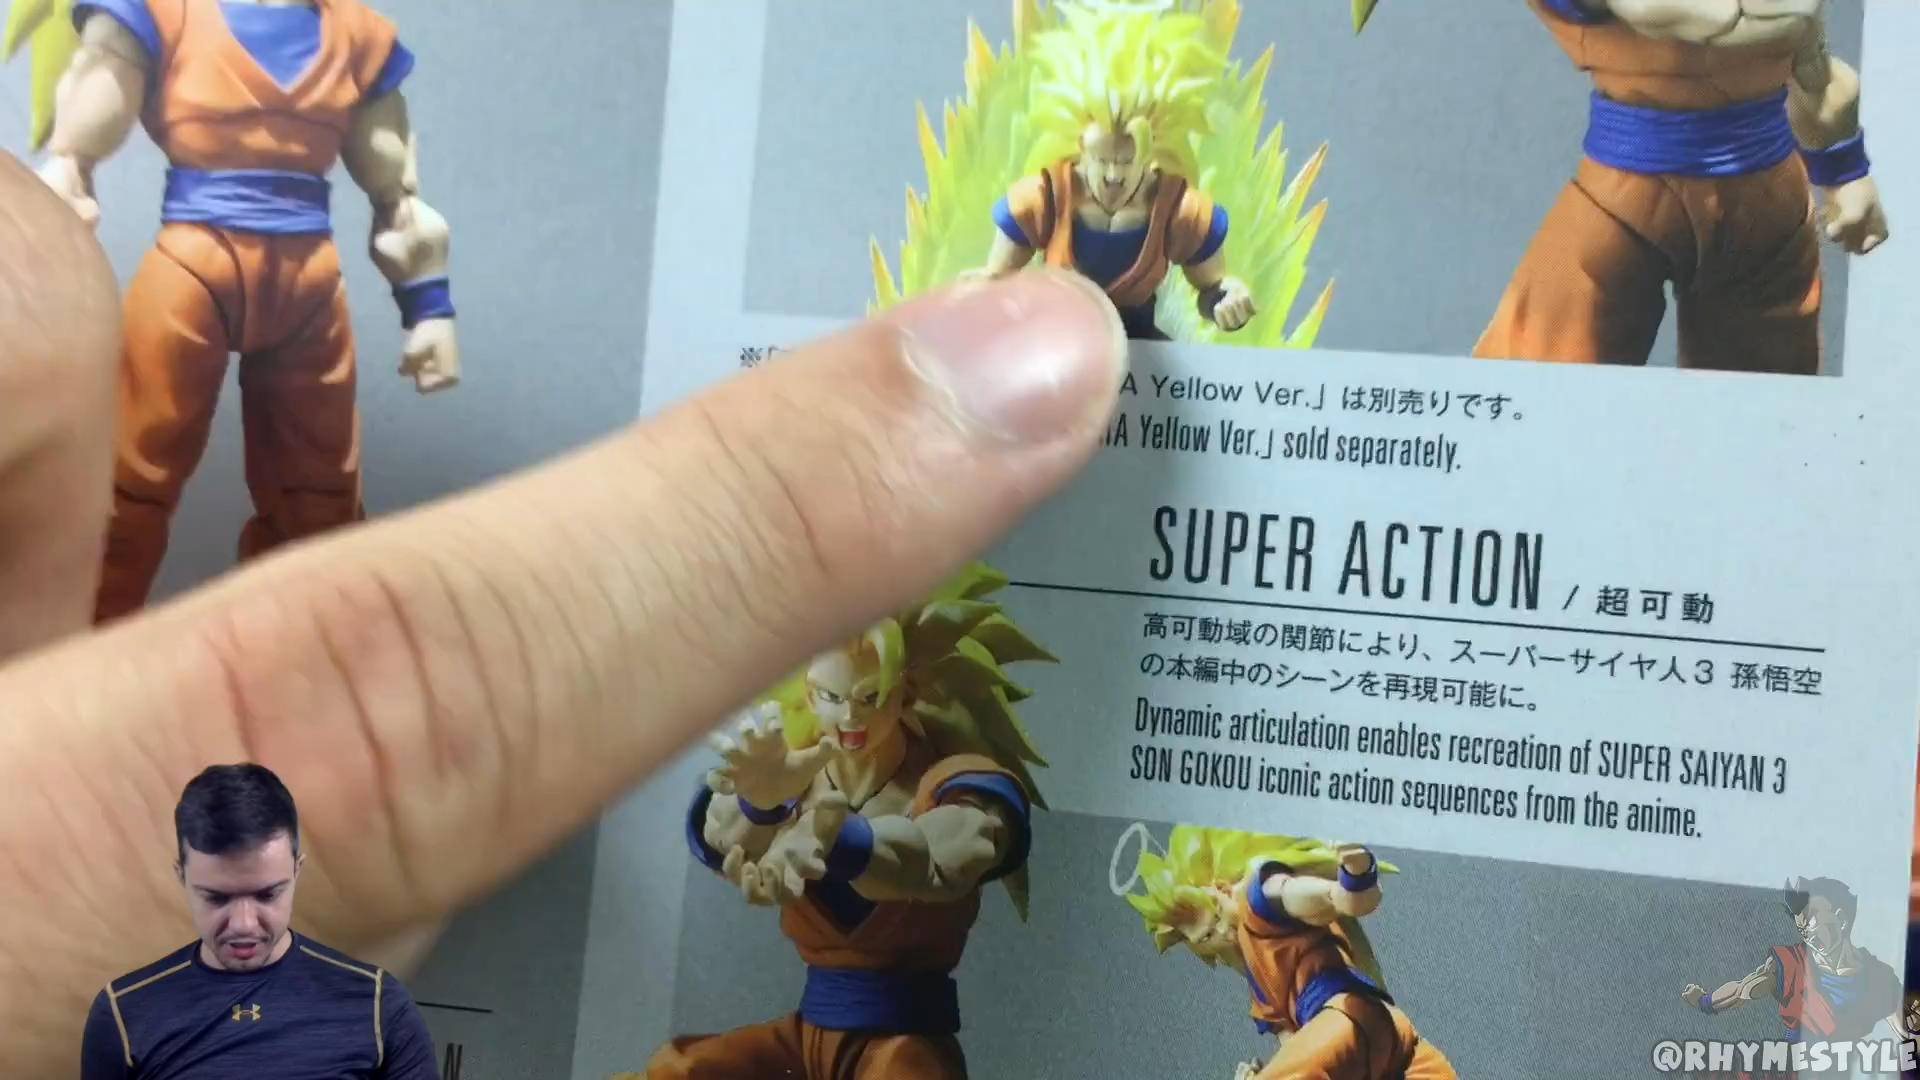 ※
A Yellow Ver.」は別売りです。
A Yellow Ver.」sold separately.
SUPER ACTION / 超可動
高可動域の関節により、スーパーサイヤ人3 孫悟空
の本編中のシーンを再現可能に。
Dynamic articulation enables recreation of SUPER SAIYAN 3
SON GOKOU iconic action sequences from the anime.
N
@RHYMESTYLE